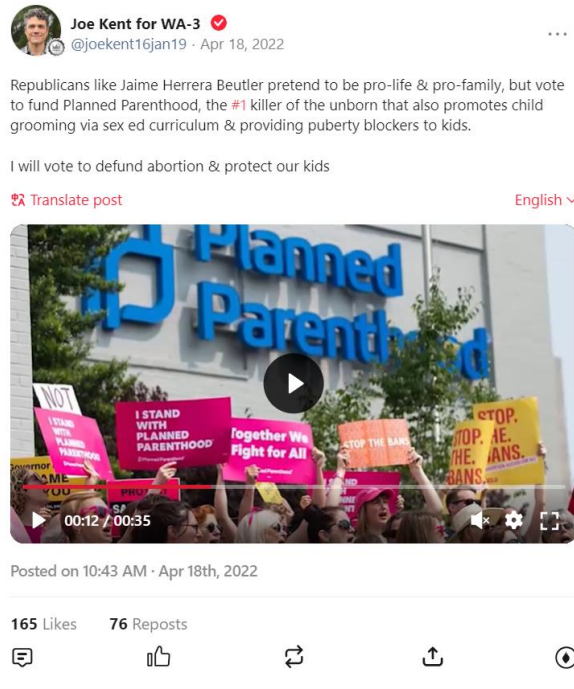 Joe Kent for WA-3
@joekent16jan19 · Apr 18, 2022
Republicans like Jaime Herrera Beutler pretend to be pro-life & pro-family, but vote
to fund Planned Parenthood, the #1 killer of the unborn that also promotes child
grooming via sex ed curriculum & providing puberty blockers to kids.
I will vote to defund abortion & protect our kids
Translate post
English
Planned
Parenthood
NOT
I STAND
WITH
PLANNED
PARENTHOOD
I STAND
WITH
PLANNED
PARENTHOOD
Together We
Fight for All
STOP THE BANS
STOP.
THE.
BANS.
STOP.
THE.
BANS.
YOU
00:12 / 00:35
Posted on 10:43 AM · Apr 18th, 2022
165 Likes 76 Reposts